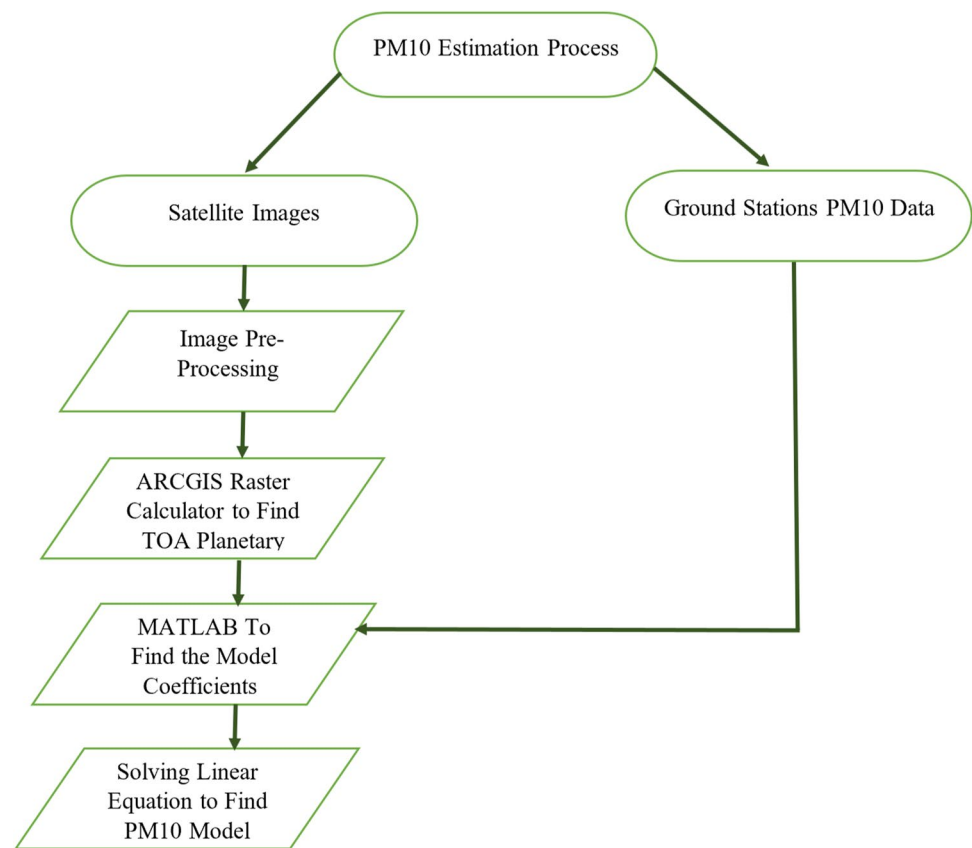 PM10 Estimation Process
Satellite Images
Ground Stations PM10 Data
Image Pre-
Processing
ARCGIS Raster
Calculator to Find
TOA Planetary
MATLAB To
Find the Model
Coefficients
Solving Linear
Equation to Find
PM10 Model